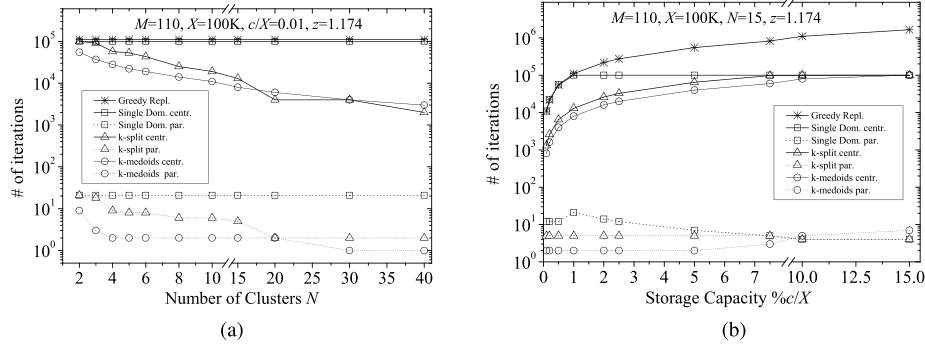 M=110, X=100K, c/X=0.01, z=1.174
10^5
10^4
10^3
10^2
10^1
10^0
# of iterations
Greedy Repl.
Single Dom. centr.
Single Dom. par.
k-split centr.
k-split par.
k-medoids centr.
k-medoids par.
2 4 6 8 10 15 20 25 30 35 40
Number of Clusters N
(a)
M=110, X=100K, N=15, z=1.174
10^6
10^5
10^4
10^3
10^2
10^1
10^0
# of iterations
Greedy Repl.
Single Dom. centr.
Single Dom. par.
k-split centr.
k-split par.
k-medoids centr.
k-medoids par.
0 1 2 5 7.5 10.0 12.5 15.0
Storage Capacity %c/X
(b)